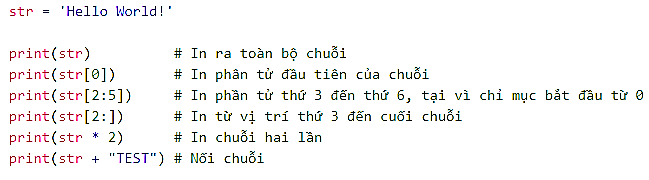 str = 'Hello World!'
print(str) # In ra toàn bộ chuỗi
print(str[0]) # In phân tử đầu tiên của chuỗi
print(str[2:5]) # In phần tử thứ 3 đến thứ 6, tại vì chỉ mục bắt đầu từ 0
print(str[2:]) # In từ vị trí thứ 3 đến cuối chuỗi
print(str * 2) # In chuỗi hai lần
print(str + "TEST") # Nối chuỗi